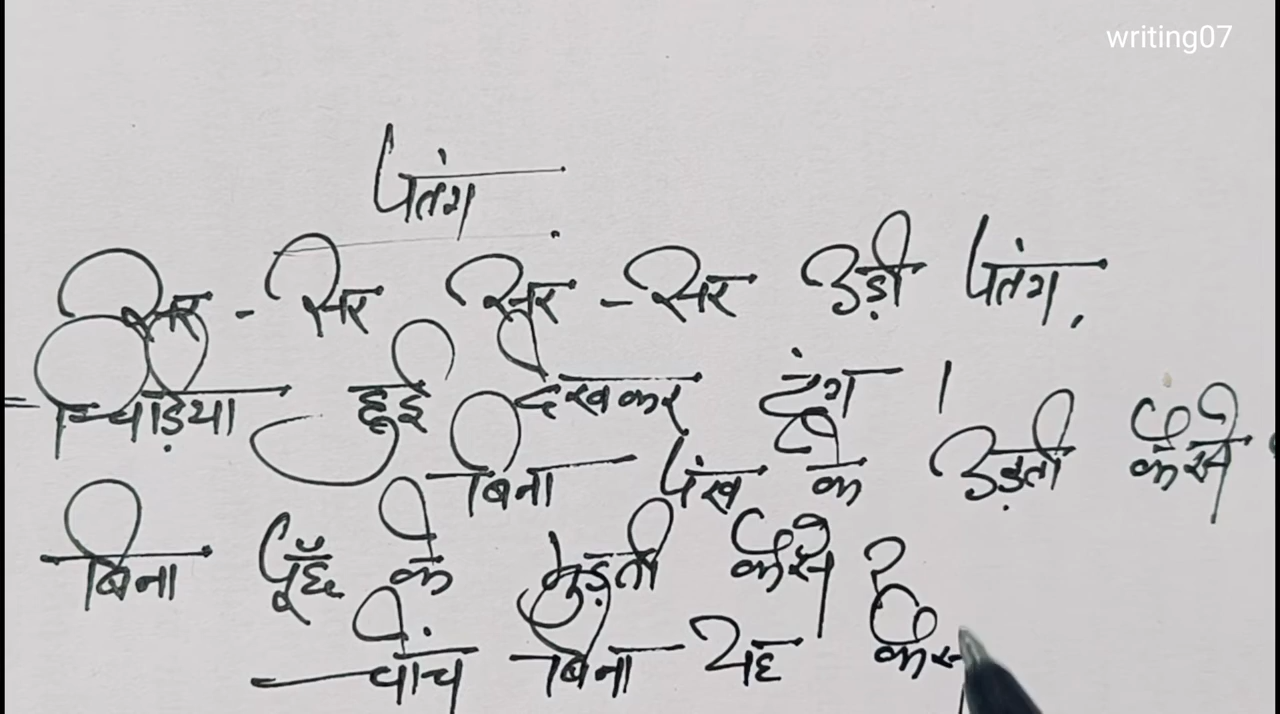 writing07
पतंग
सर-सर सर-सर उड़ी पतंग,
चिड़िया हुई देखकर दंग।
बिना पंख के उड़ती कैसे
बिना पूँछ के मुड़ती कैसे ?
चोंच बिना यह कैस